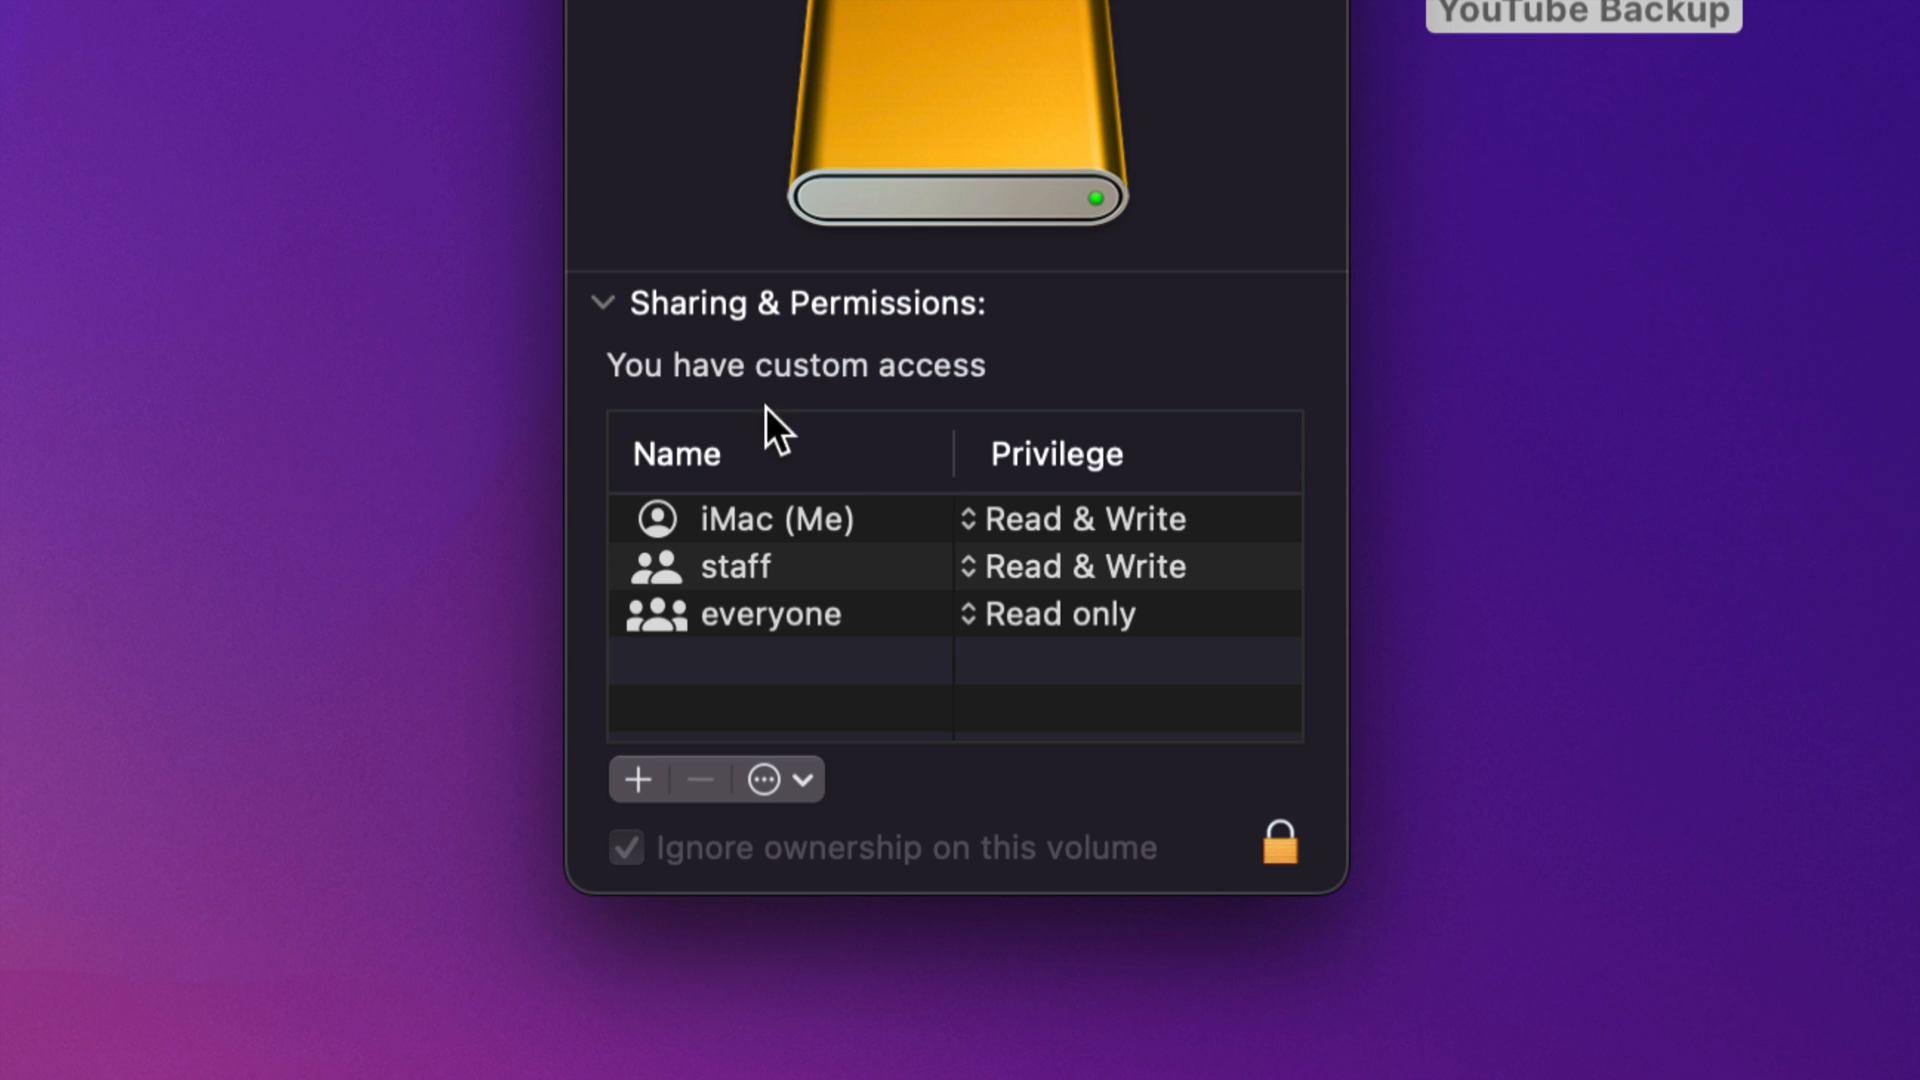 YouTube Backup
Sharing & Permissions:
You have custom access
Name Privilege
iMac (Me) Read & Write
staff Read & Write
everyone Read only
Ignore ownership on this volume